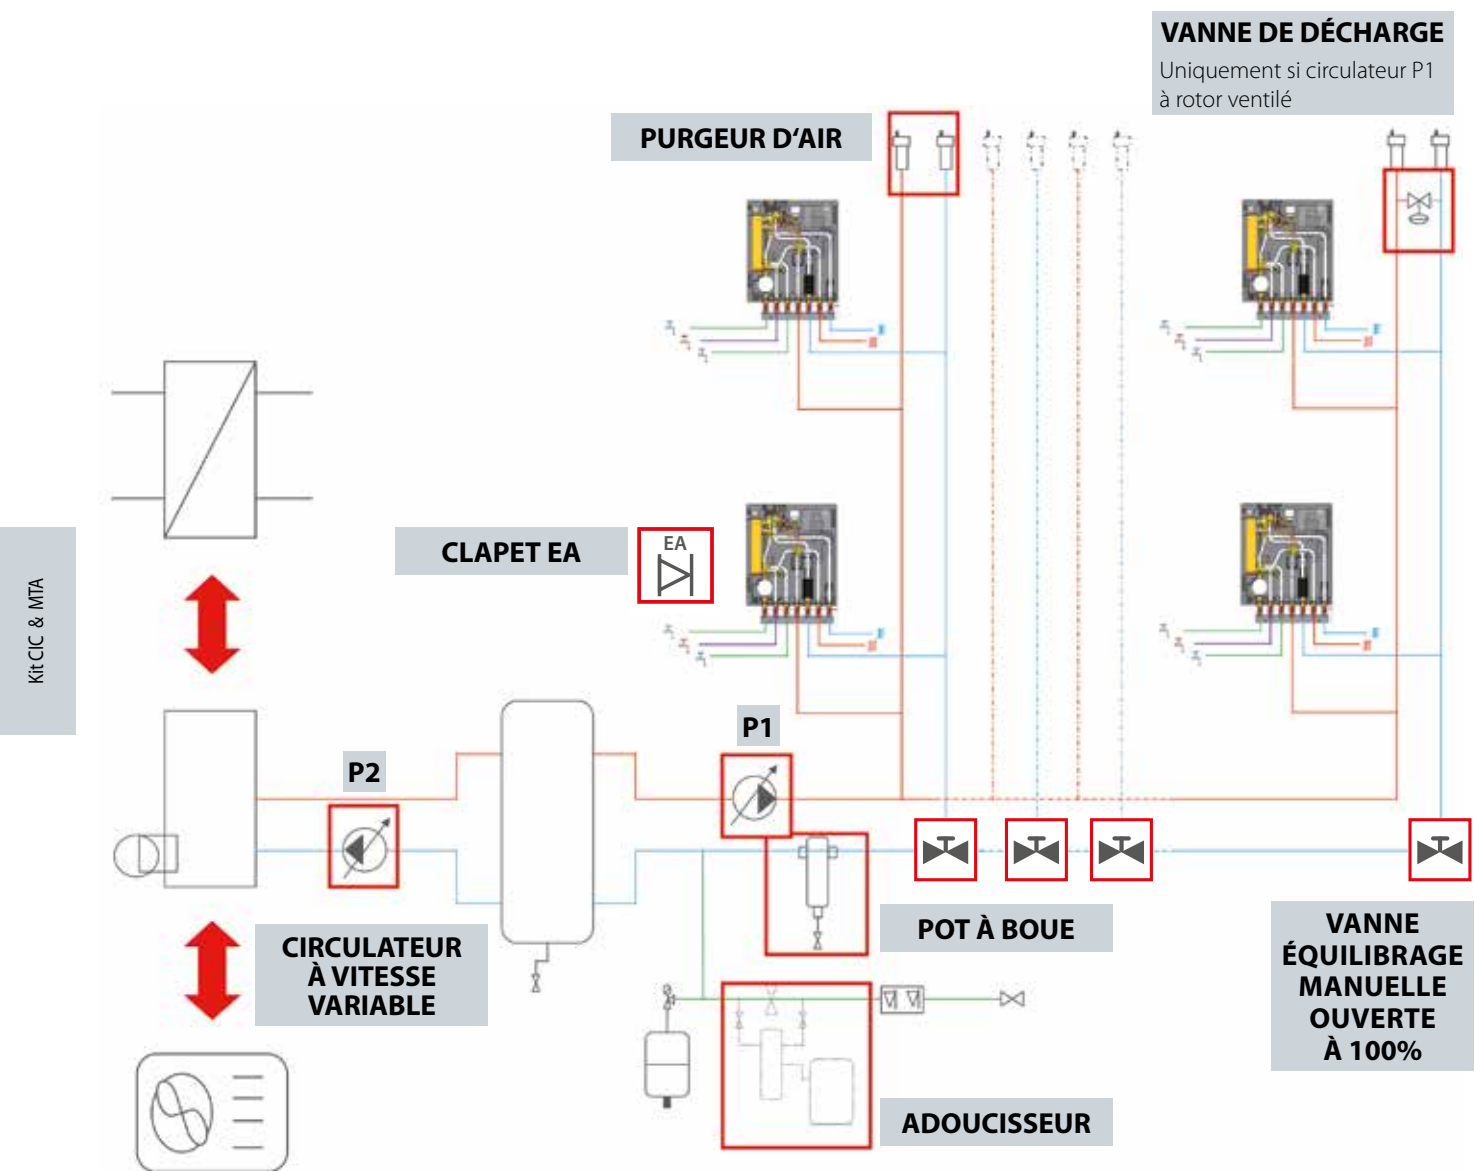 VANNE DE DÉCHARGE
Uniquement si circulateur P1
à rotor ventilé
PURGEUR D‘AIR
CLAPET EA
EA
Kit CIC & MTA
P1
P2
CIRCULATEUR
À VITESSE
VARIABLE
POT À BOUE
VANNE
ÉQUILIBRAGE
MANUELLE
OUVERTE
À 100%
ADOUCISSEUR